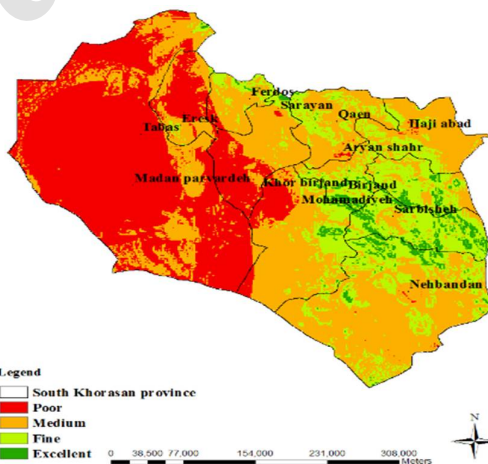 Ferdos
Sarayan
Eresk
Tabas
Qaen
Haji abad
Aryan shahr
Madan parvardeh
Khor birjand
Birjand
Mohamadiyeh
Sarbisheh
Nehbandan
Legend
South Khorasan province
Poor
Medium
Fine
Excellent
N
0 38,500 77,000 154,000 231,000 308,000
Meters